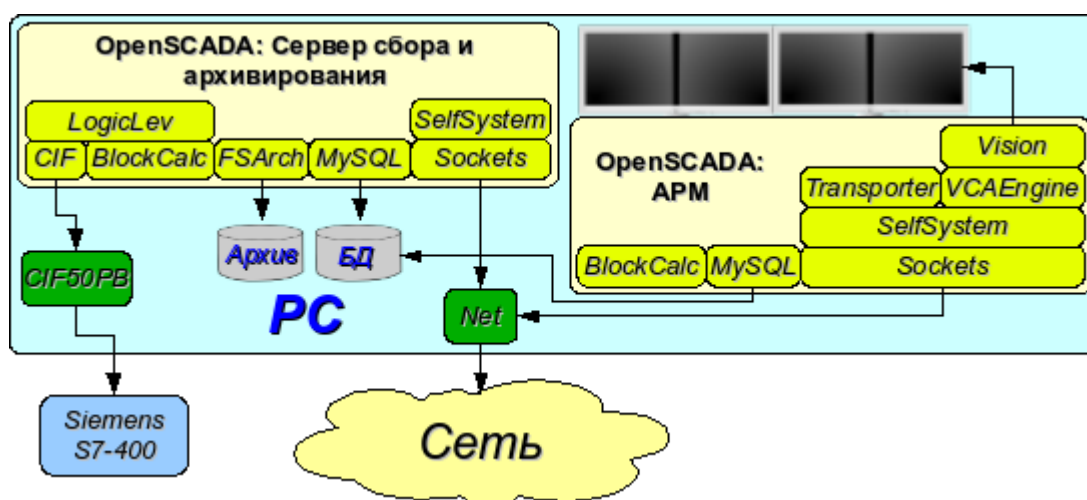 OpenSCADA: Сервер сбора и
архивирования
LogicLev
SelfSystem
CIF
BlockCalc
FSArch
MySQL
Sockets
OpenSCADA:
АРМ
Vision
Transporter
VCAEngine
SelfSystem
BlockCalc
MySQL
Sockets
CIF50PB
Архив
БД
PC
Net
Siemens
S7-400
Сеть